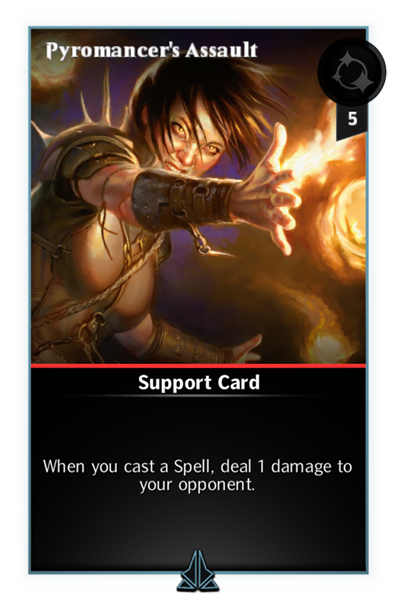 Pyromancer's Assault
5
Support Card
When you cast a Spell, deal 1 damage to
your opponent.